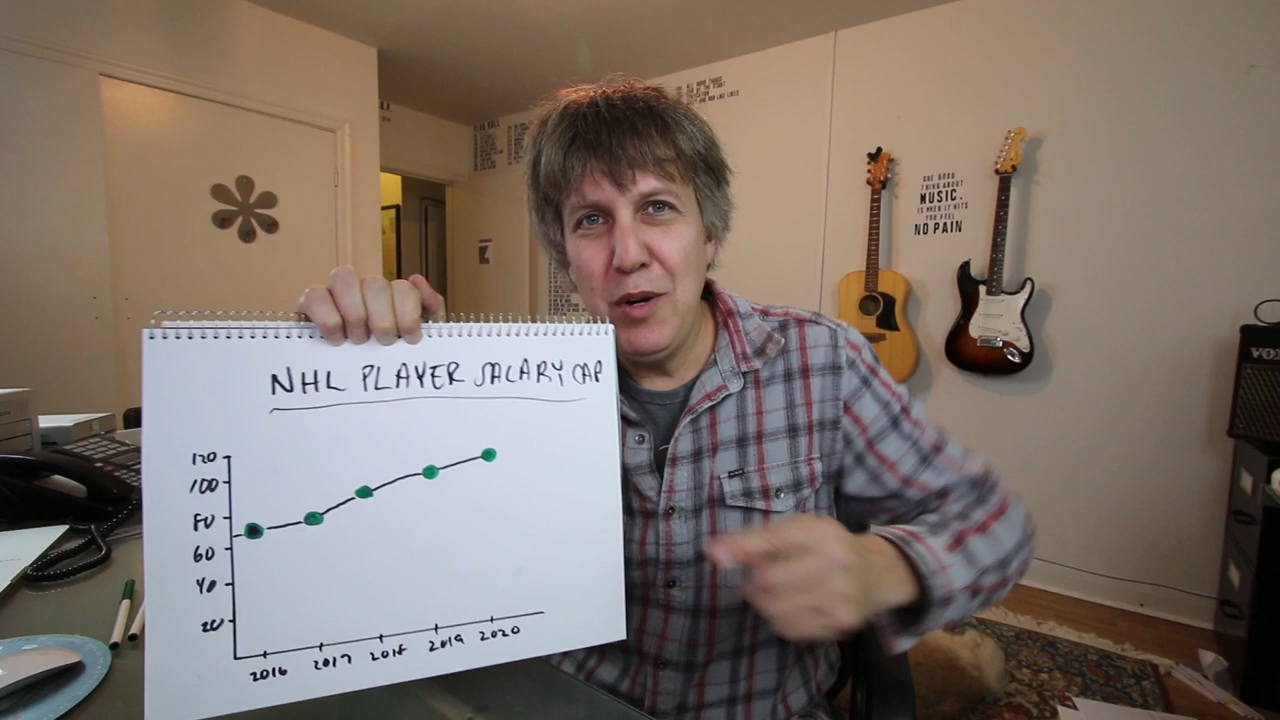 NHL PLAYER SALARY CAP
120
100
80
60
40
20
2016 2017 2018 2019 2020
ONE GOOD
THING ABOUT
MUSIC,
IS WHEN IT HITS
YOU FEEL
NO PAIN
VOX